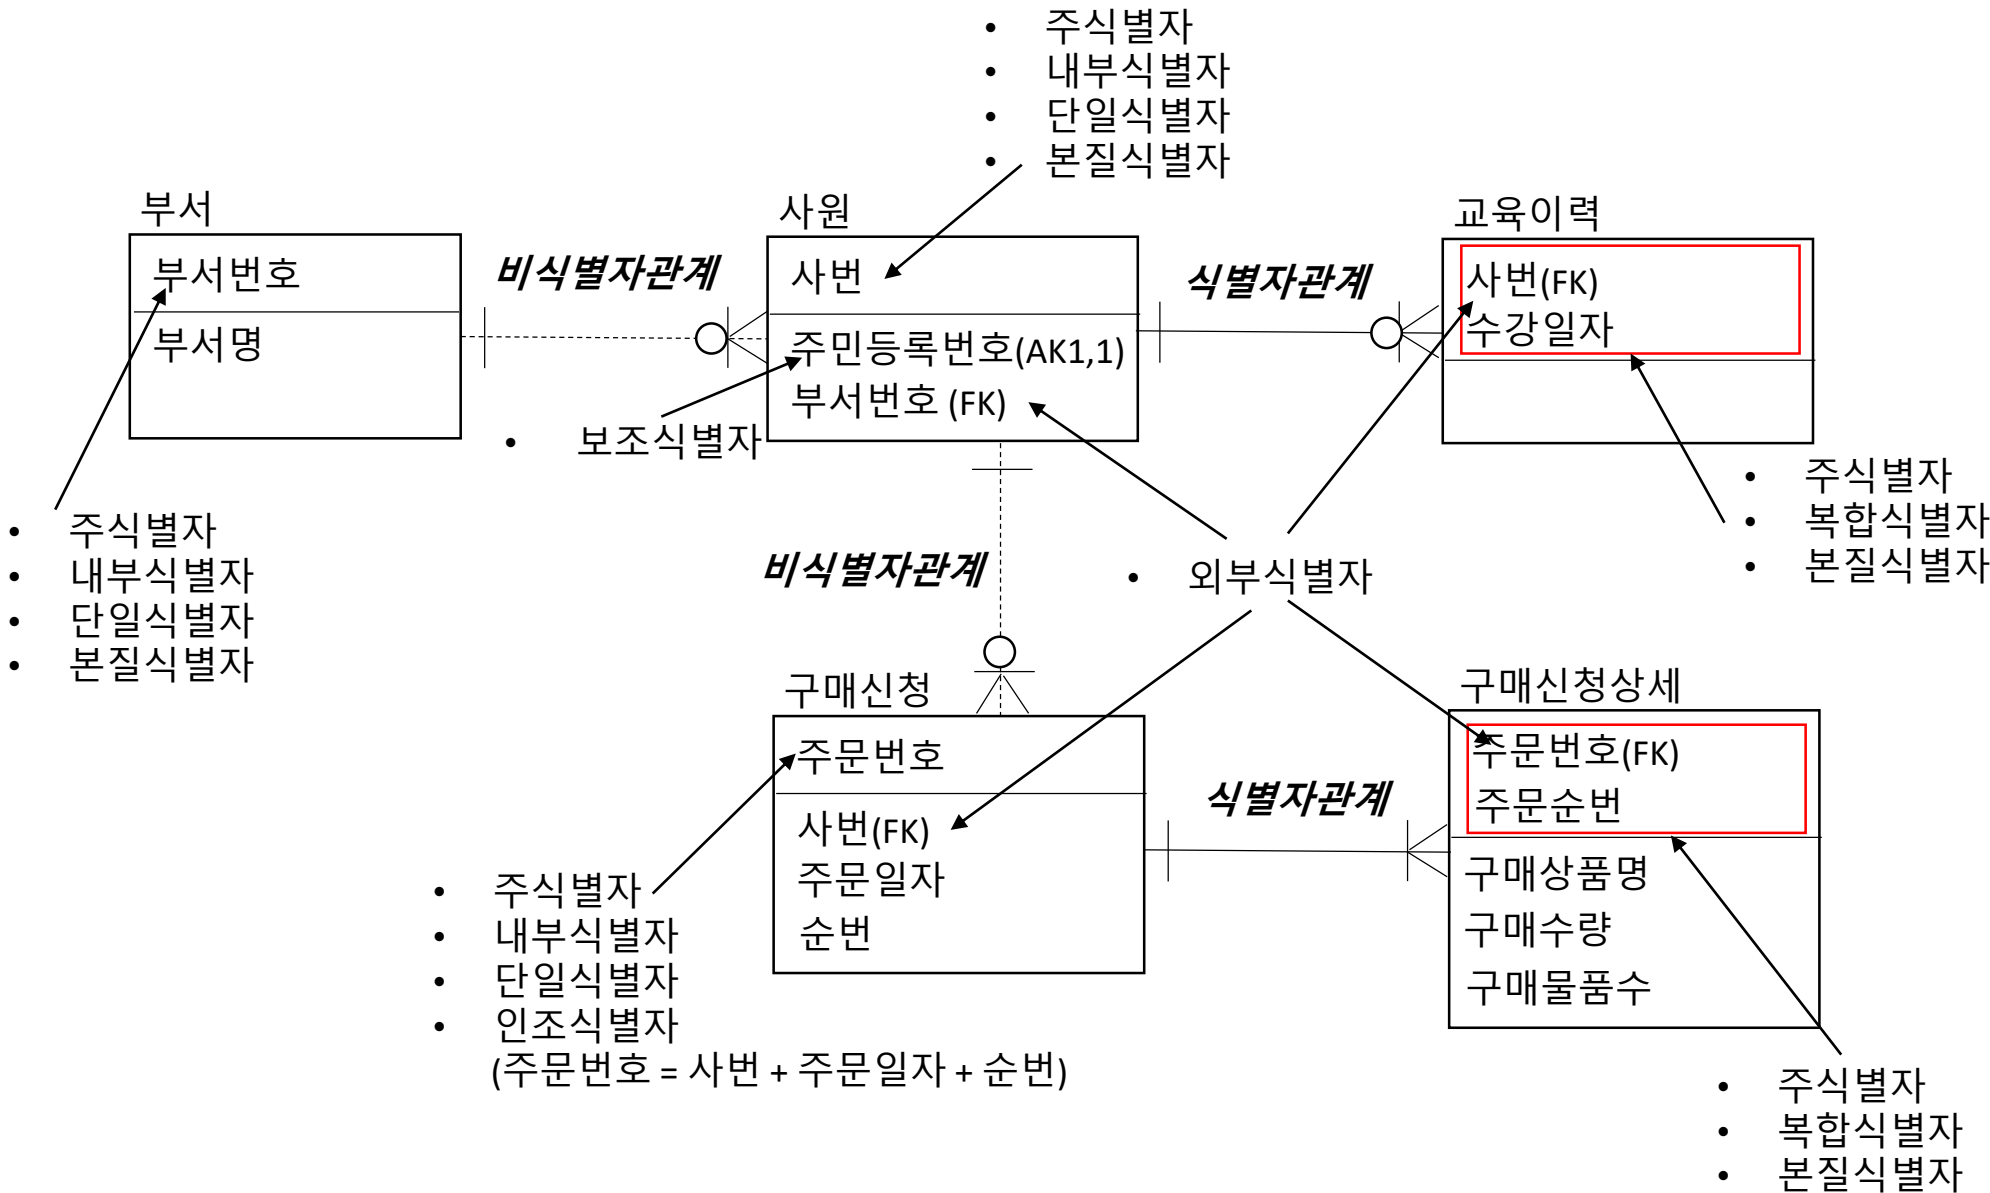 • 주식별자
• 내부식별자
• 단일식별자
• 본질식별자
부서
부서번호
부서명
비식별자관계
사원
사번
주민등록번호(AK1,1)
부서번호 (FK)
식별자관계
교육이력
사번(FK)
수강일자
• 보조식별자
• 주식별자
• 내부식별자
• 단일식별자
• 본질식별자
비식별자관계
• 외부식별자
• 주식별자
• 복합식별자
• 본질식별자
구매신청
주문번호
사번(FK)
주문일자
순번
식별자관계
구매신청상세
주문번호(FK)
주문순번
구매상품명
구매수량
구매물품수
• 주식별자
• 내부식별자
• 단일식별자
• 인조식별자
(주문번호 = 사번 + 주문일자 + 순번)
• 주식별자
• 복합식별자
• 본질식별자